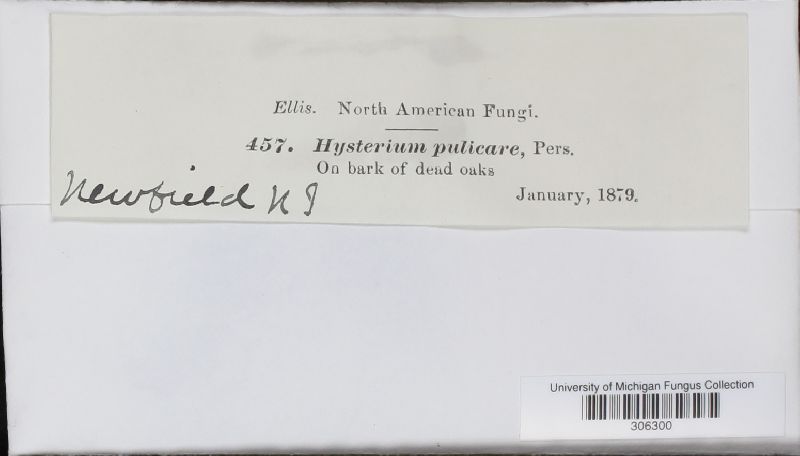 Ellis. North American Fungi.
457. Hysterium pulicare, Pers.
On bark of dead oaks
January, 1879.
Newfield N J
University of Michigan Fungus Collection
306300